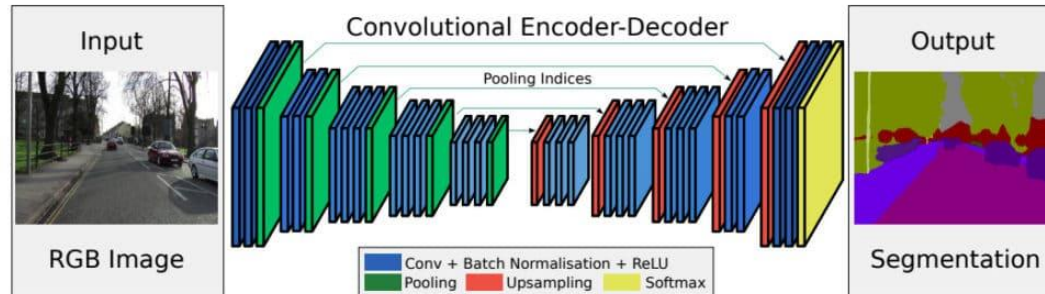 Input
RGB Image
Convolutional Encoder-Decoder
Pooling Indices
Conv + Batch Normalisation + ReLU
Pooling Upsampling Softmax
Output
Segmentation